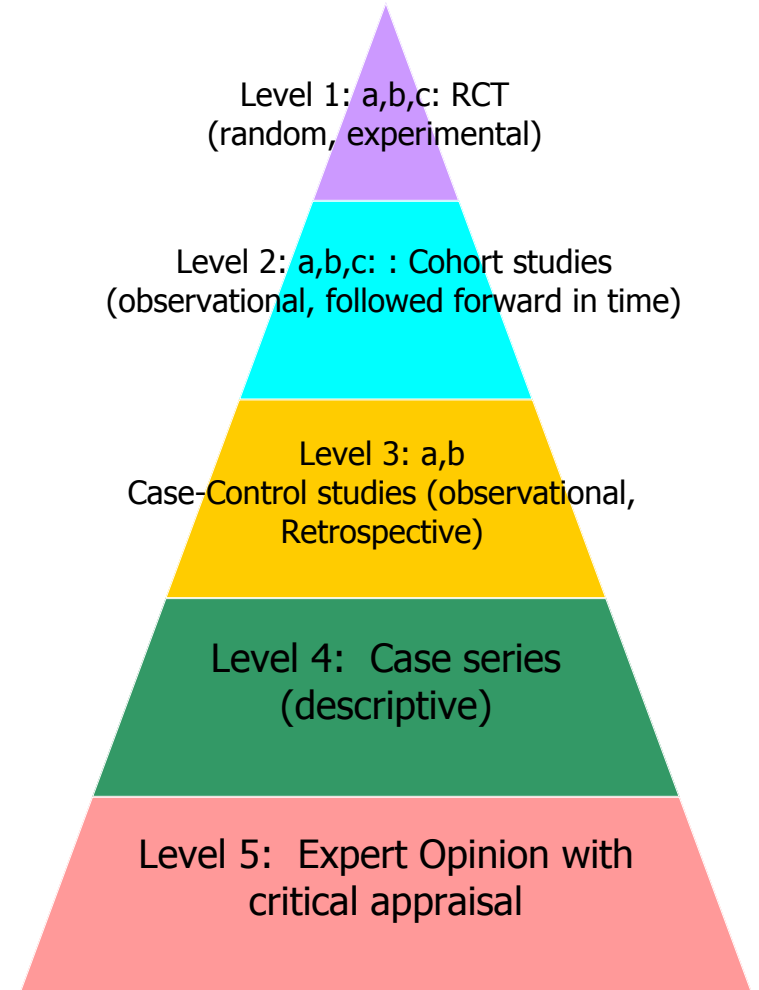 Level 1: a,b,c: RCT
(random, experimental)
Level 2: a,b,c: : Cohort studies
(observational, followed forward in time)
Level 3: a,b
Case-Control studies (observational,
Retrospective)
Level 4:  Case series
(descriptive)
Level 5:  Expert Opinion with
critical appraisal